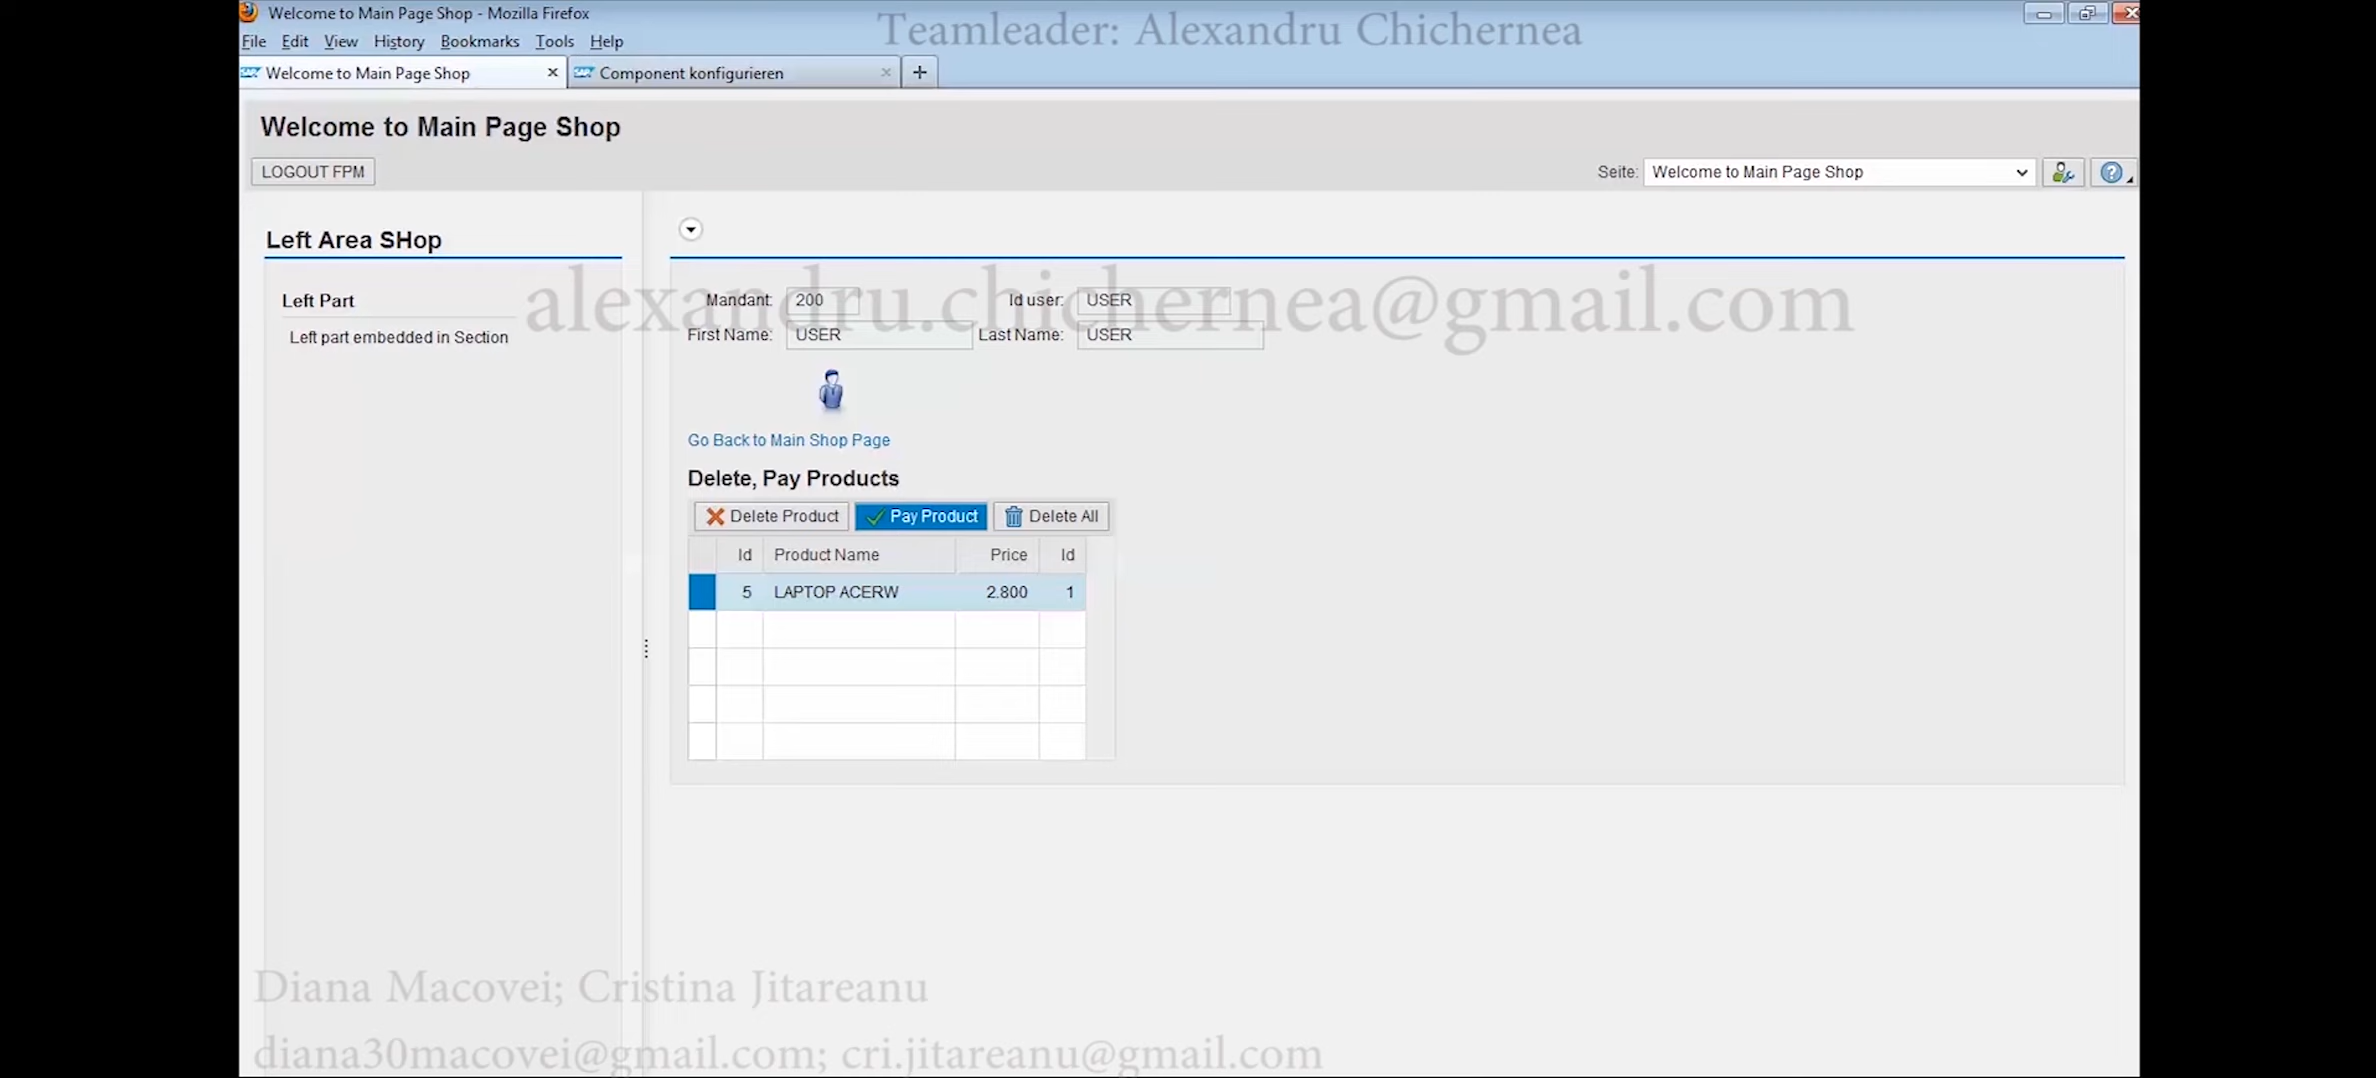 Welcome to Main Page Shop - Mozilla Firefox
Teamleader: Alexandru Chichernea
File Edit View History Bookmarks Tools Help
Welcome to Main Page Shop
Component konfigurieren
Welcome to Main Page Shop
LOGOUT FPM
Seite: Welcome to Main Page Shop
Left Area SHop
Left Part
Left part embedded in Section
alexandru.chichernea@gmail.com
Mandant: 200 Id user: USER
First Name: USER Last Name: USER
Go Back to Main Shop Page
Delete, Pay Products
Delete Product Pay Product Delete All
Id Product Name Price Id
5 LAPTOP ACERW 2.800 1
Diana Macovei; Cristina Jitareanu
diana30macovei@gmail.com; cri.jitareanu@gmail.com